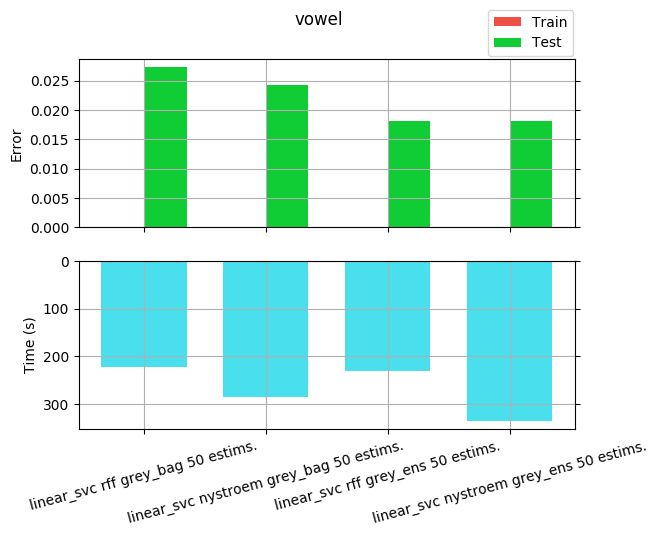 vowel
Train
Test
Error
0.025
0.020
0.015
0.010
0.005
0.000
Time (s)
0
100
200
300
linear_svc rff grey_bag 50 estims.
linear_svc nystroem grey_bag 50 estims.
linear_svc rff grey_ens 50 estims.
linear_svc nystroem grey_ens 50 estims.